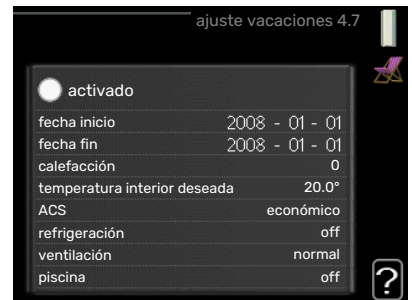 ajuste vacaciones 4.7
activado
fecha inicio 2008 - 01 - 01
fecha fin 2008 - 01 - 01
calefacción 0
temperatura interior deseada 20.0°
ACS económico
refrigeración off
ventilación normal
piscina off
?